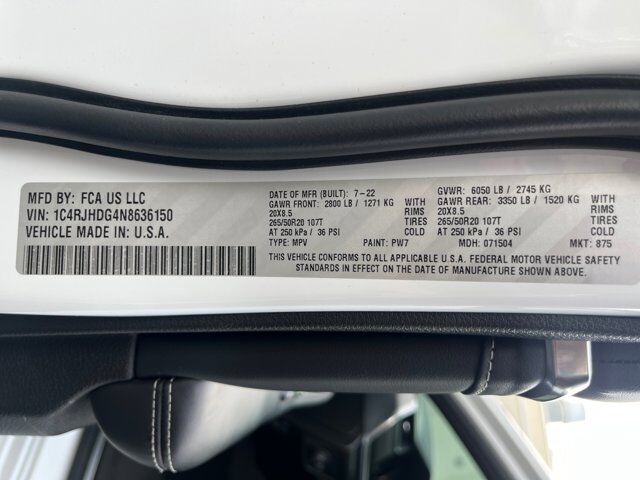 MFD BY: FCA US LLC
VIN: 1C4RJHDG4N8636150
VEHICLE MADE IN: U.S.A.
DATE OF MFR (BUILT): 7-22
GAWR FRONT: 2800 LB / 1271 KG WITH
20X8.5 RIMS
265/50R20 107T TIRES
AT 250 kPa / 36 PSI COLD
TYPE: MPV PAINT: PW7
GVWR: 6050 LB / 2745 KG
GAWR REAR: 3350 LB / 1520 KG WITH
20X8.5 RIMS
265/50R20 107T TIRES
AT 250 kPa / 36 PSI COLD
MDH: 071504 MKT: 875
THIS VEHICLE CONFORMS TO ALL APPLICABLE U.S.A. FEDERAL MOTOR VEHICLE SAFETY
STANDARDS IN EFFECT ON THE DATE OF MANUFACTURE SHOWN ABOVE.